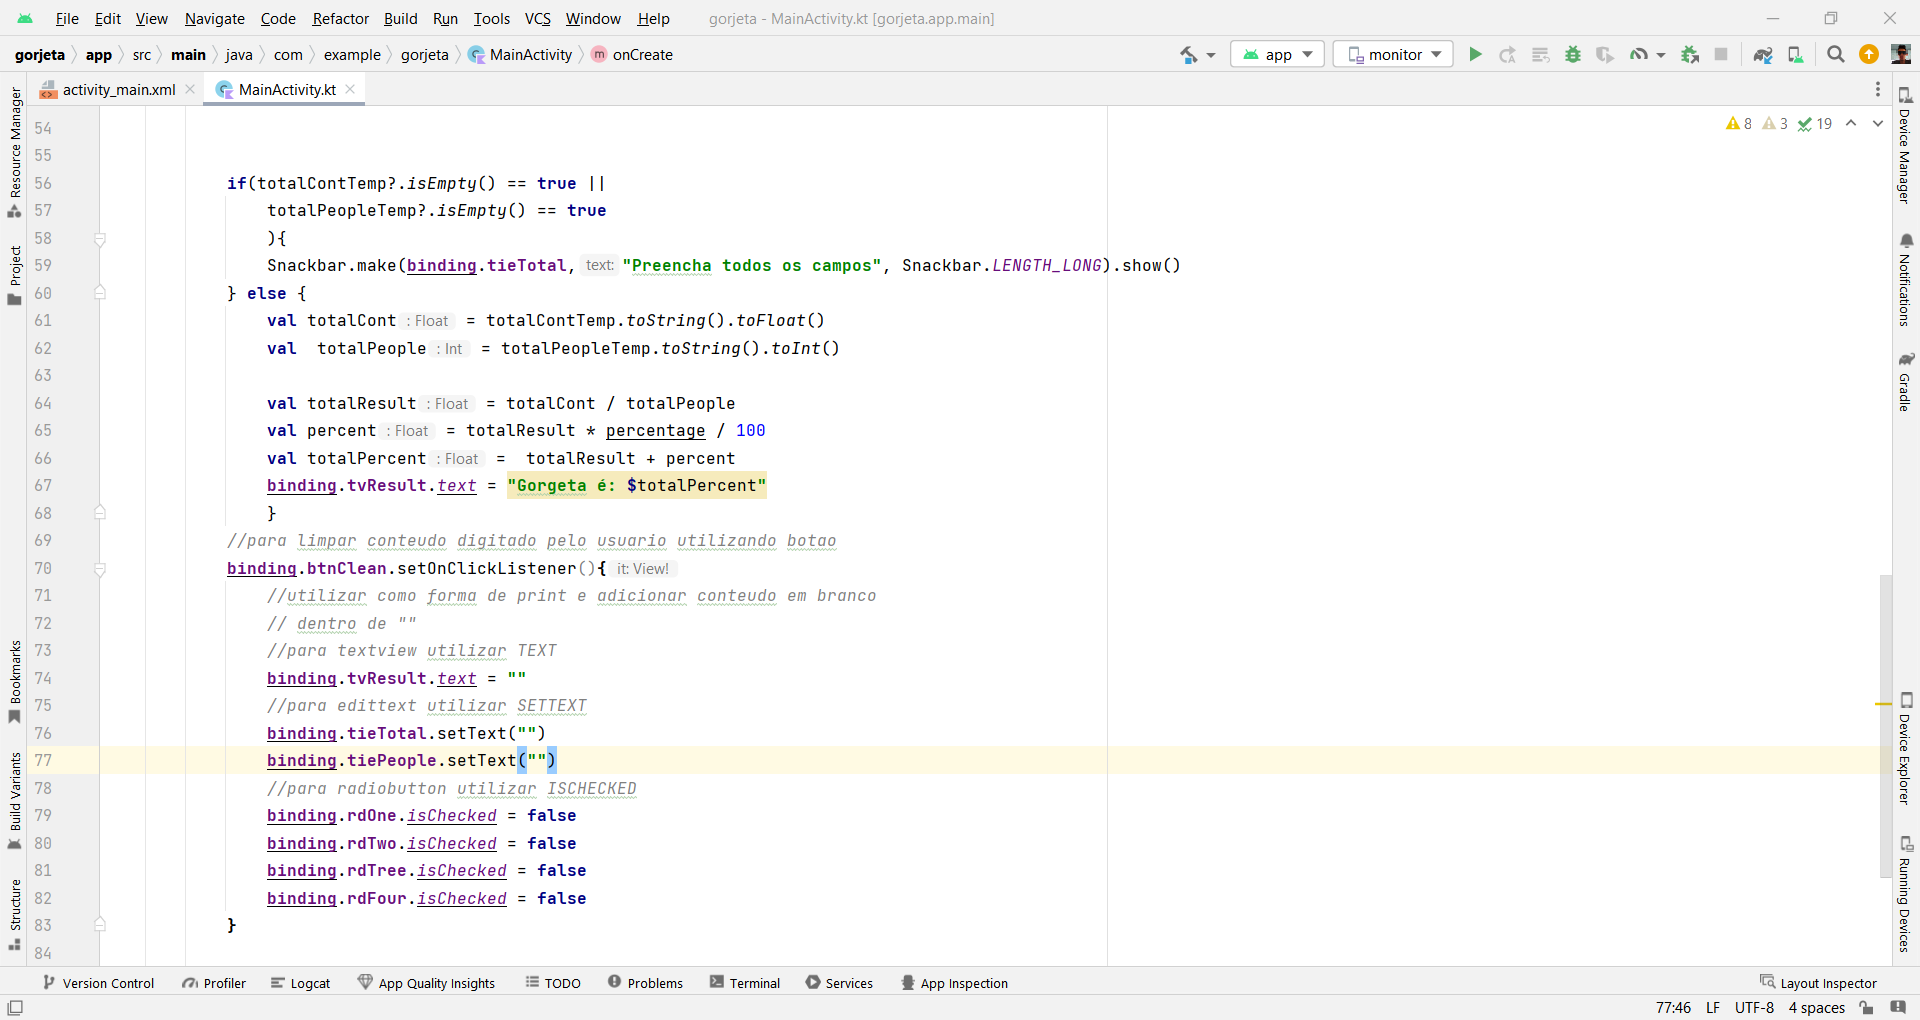 File Edit View Navigate Code Refactor Build Run Tools VCS Window Help gorjeta - MainActivity.kt [gorjeta.app.main]
gorjeta app src main java com example gorjeta MainActivity m onCreate app monitor
activity_main.xml MainActivity.kt
8 3 19
54
55
56 if(totalContTemp?.isEmpty() == true ||
57 totalPeopleTemp?.isEmpty() == true
58 ){
59 Snackbar.make(binding.tieTotal, text: "Preencha todos os campos", Snackbar.LENGTH_LONG).show()
60 } else {
61 val totalCont : Float = totalContTemp.toString().toFloat()
62 val  totalPeople : Int = totalPeopleTemp.toString().toInt()
63
64 val totalResult : Float = totalCont / totalPeople
65 val percent : Float = totalResult * percentage / 100
66 val totalPercent : Float =  totalResult + percent
67 binding.tvResult.text = "Gorgeta é: $totalPercent"
68 }
69 //para limpar conteudo digitado pelo usuario utilizando botao
70 binding.btnClean.setOnClickListener(){ it: View!
71 //utilizar como forma de print e adicionar conteudo em branco
72 // dentro de ""
73 //para textview utilizar TEXT
74 binding.tvResult.text = ""
75 //para edittext utilizar SETTEXT
76 binding.tieTotal.setText("")
77 binding.tiePeople.setText("")
78 //para radiobutton utilizar ISCHECKED
79 binding.rdOne.isChecked = false
80 binding.rdTwo.isChecked = false
81 binding.rdTree.isChecked = false
82 binding.rdFour.isChecked = false
83 }
84
Resource Manager
Project
Bookmarks
Build Variants
Structure
Device Manager
Notifications
Gradle
Device Explorer
Running Devices
Version Control Profiler Logcat App Quality Insights TODO Problems Terminal Services App Inspection Layout Inspector
77:46 LF UTF-8 4 spaces